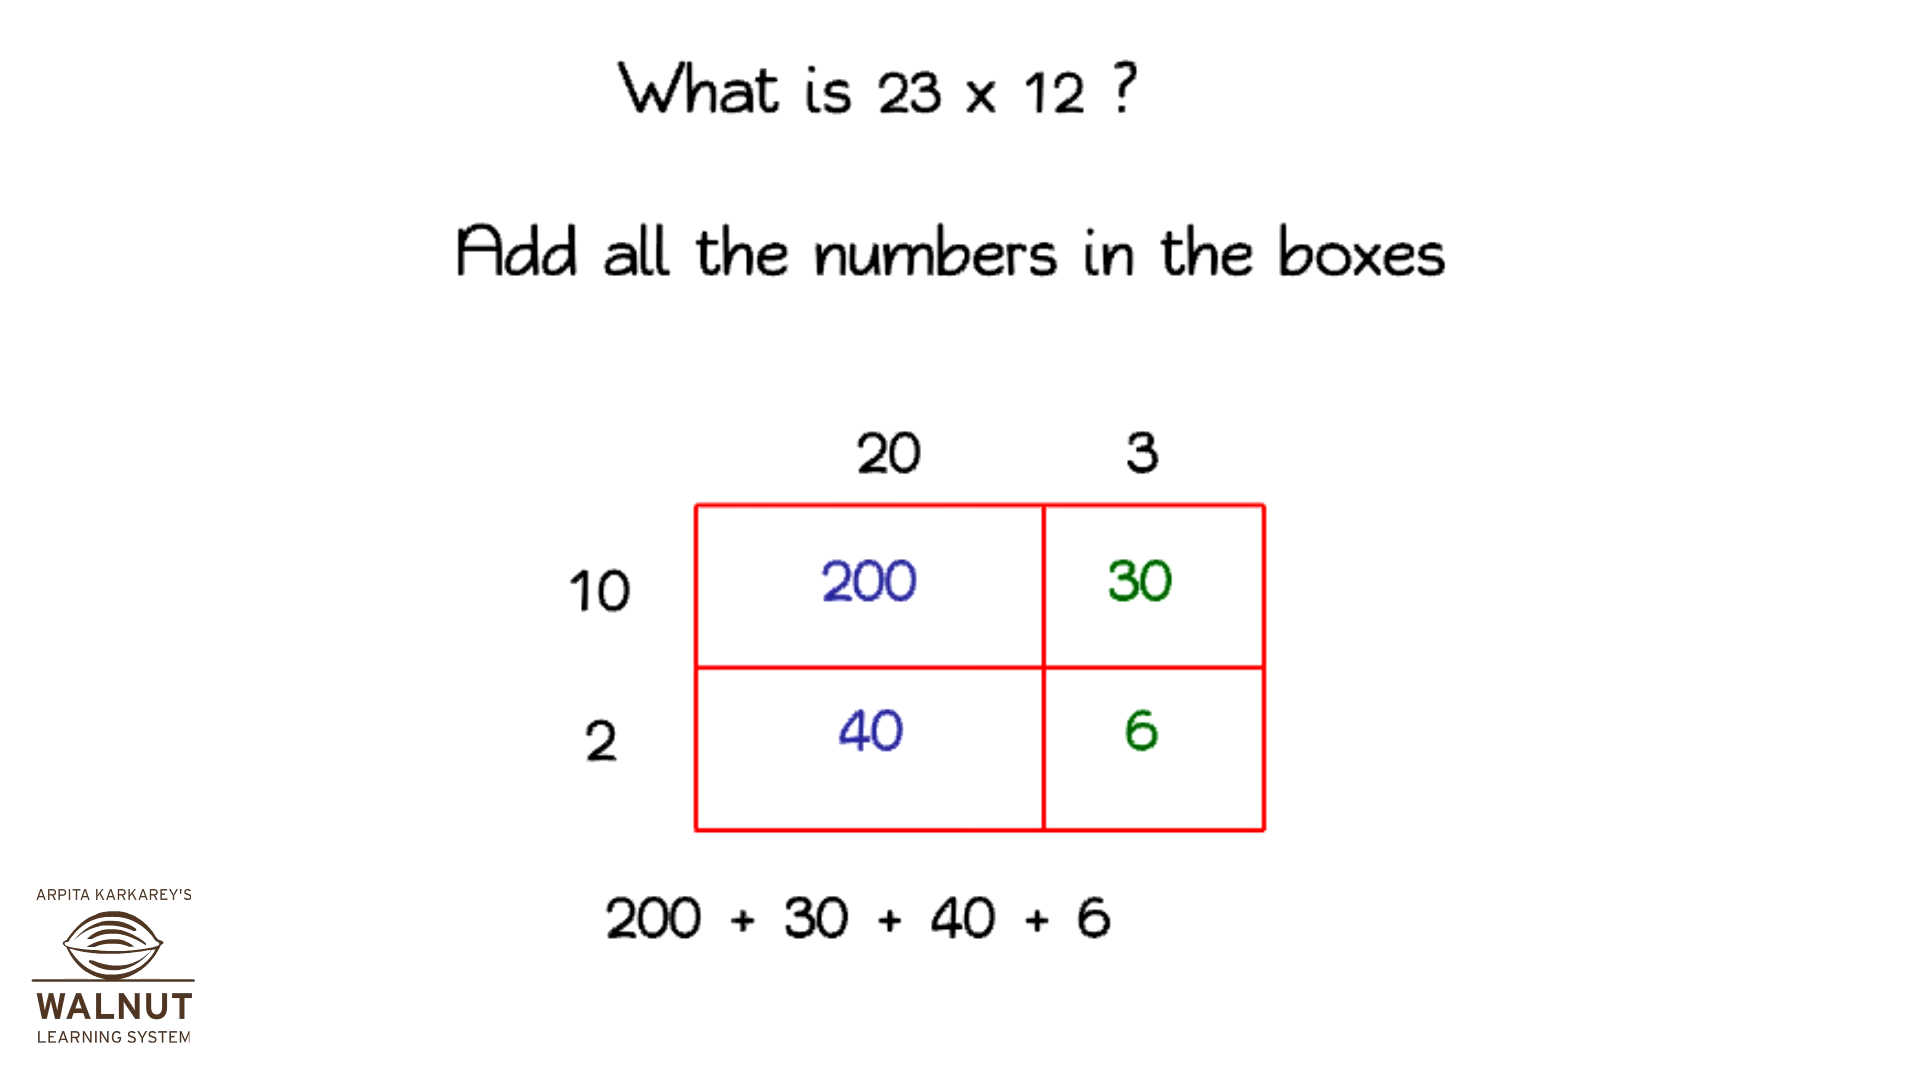 What is 23 x 12 ?
Add all the numbers in the boxes
20 3
10 200 30
2 40 6
200 + 30 + 40 + 6
ARPITA KARKAREY'S
WALNUT
LEARNING SYSTEM